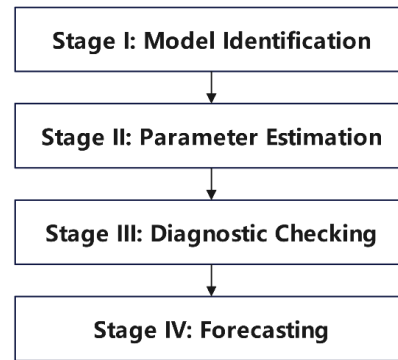 Stage I: Model Identification
Stage II: Parameter Estimation
Stage III: Diagnostic Checking
Stage IV: Forecasting